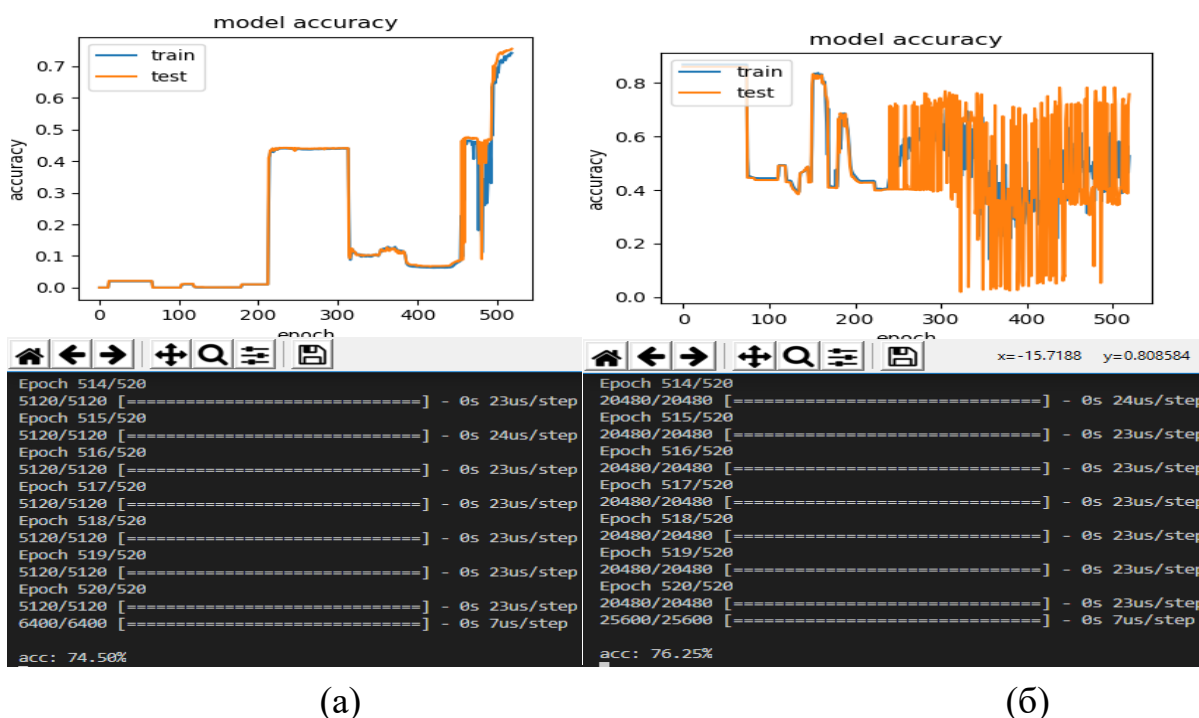 model accuracy
train
test
0.7
0.6
0.5
0.4
0.3
0.2
0.1
0.0
accuracy
0 100 200 300 400 500
epoch
model accuracy
train
test
0.8
0.6
0.4
0.2
0.0
accuracy
0 100 200 300 400 500
epoch
x=-15.7188 y=0.808584
Epoch 514/520
5120/5120 [==============================] - 0s 23us/step
Epoch 515/520
5120/5120 [==============================] - 0s 24us/step
Epoch 516/520
5120/5120 [==============================] - 0s 23us/step
Epoch 517/520
5120/5120 [==============================] - 0s 23us/step
Epoch 518/520
5120/5120 [==============================] - 0s 23us/step
Epoch 519/520
5120/5120 [==============================] - 0s 23us/step
Epoch 520/520
5120/5120 [==============================] - 0s 23us/step
6400/6400 [==============================] - 0s 7us/step
acc: 74.50%
Epoch 514/520
20480/20480 [==============================] - 0s 24us/step
Epoch 515/520
20480/20480 [==============================] - 0s 23us/step
Epoch 516/520
20480/20480 [==============================] - 0s 23us/step
Epoch 517/520
20480/20480 [==============================] - 0s 23us/step
Epoch 518/520
20480/20480 [==============================] - 0s 23us/step
Epoch 519/520
20480/20480 [==============================] - 0s 23us/step
Epoch 520/520
20480/20480 [==============================] - 0s 23us/step
25600/25600 [==============================] - 0s 7us/step
acc: 76.25%
(а)
(б)